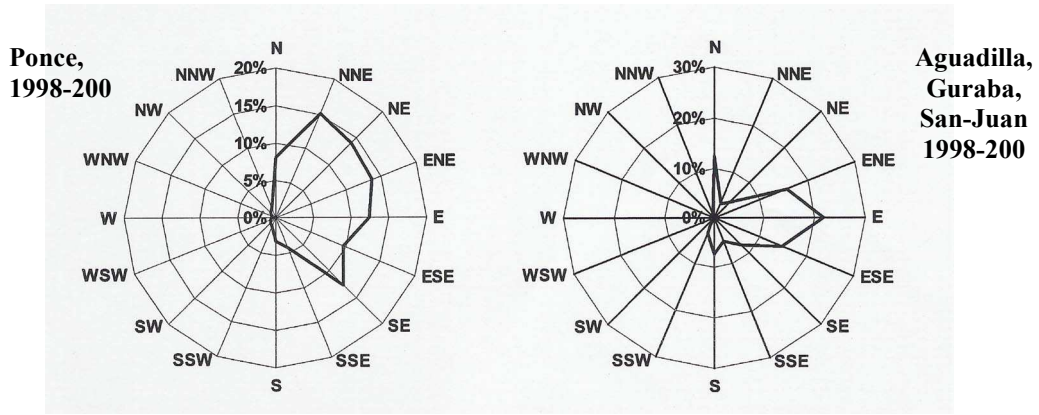 Ponce,
1998-200
N
NNE
NE
ENE
E
ESE
SE
SSE
S
SSW
SW
WSW
W
WNW
NW
NNW
20%
15%
10%
5%
0%
N
NNE
NE
ENE
E
ESE
SE
SSE
S
SSW
SW
WSW
W
WNW
NW
NNW
30%
20%
10%
0%
Aguadilla,
Guraba,
San-Juan
1998-200